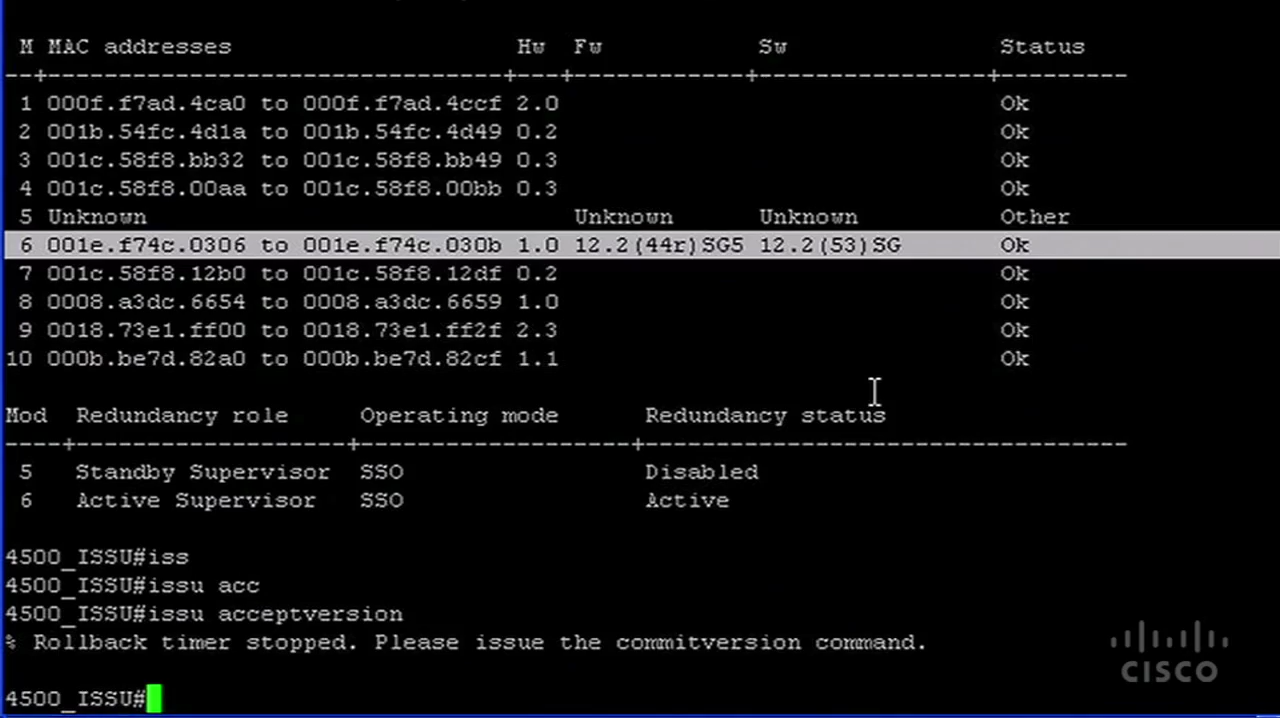 M MAC addresses Hw Fw Sw Status
--+--------------------------------+---+------------+----------------+---------
1 000f.f7ad.4ca0 to 000f.f7ad.4ccf 2.0 Ok
2 001b.54fc.4d1a to 001b.54fc.4d49 0.2 Ok
3 001c.58f8.bb32 to 001c.58f8.bb49 0.3 Ok
4 001c.58f8.00aa to 001c.58f8.00bb 0.3 Ok
5 Unknown Unknown Unknown Other
6 001e.f74c.0306 to 001e.f74c.030b 1.0 12.2(44r)SG5 12.2(53)SG Ok
7 001c.58f8.12b0 to 001c.58f8.12df 0.2 Ok
8 0008.a3dc.6654 to 0008.a3dc.6659 1.0 Ok
9 0018.73e1.ff00 to 0018.73e1.ff2f 2.3 Ok
10 000b.be7d.82a0 to 000b.be7d.82cf 1.1 Ok
Mod Redundancy role Operating mode Redundancy status
----+-------------------+-------------------+----------------------------------
5 Standby Supervisor SSO Disabled
6 Active Supervisor SSO Active
4500_ISSU#iss
4500_ISSU#issu acc
4500_ISSU#issu acceptversion
% Rollback timer stopped. Please issue the commitversion command.
4500_ISSU#
CISCO